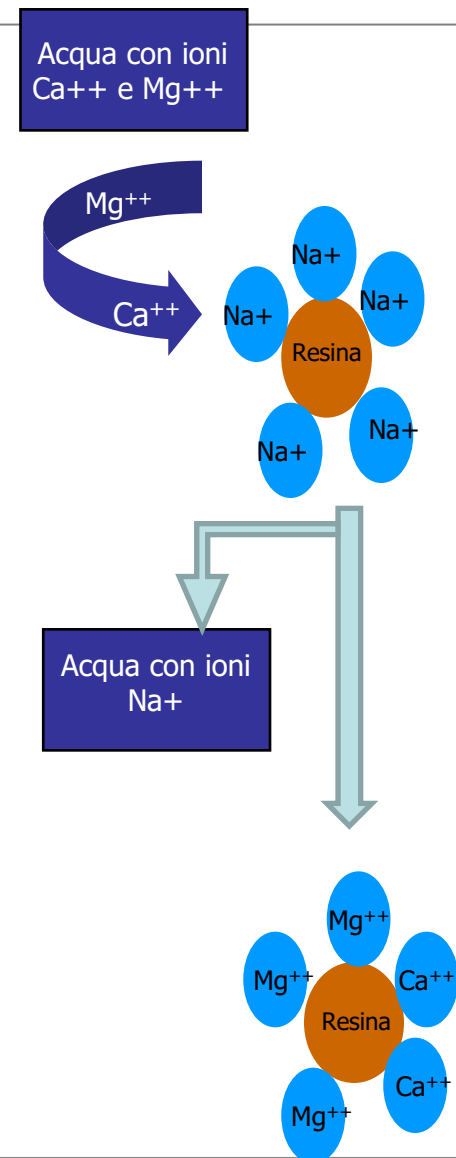 Acqua con ioni
Ca++ e Mg++
Mg⁺⁺
Ca⁺⁺
Na+
Na+
Na+
Resina
Na+
Na+
Acqua con ioni
Na+
Mg⁺⁺
Mg⁺⁺
Ca⁺⁺
Resina
Ca⁺⁺
Mg⁺⁺